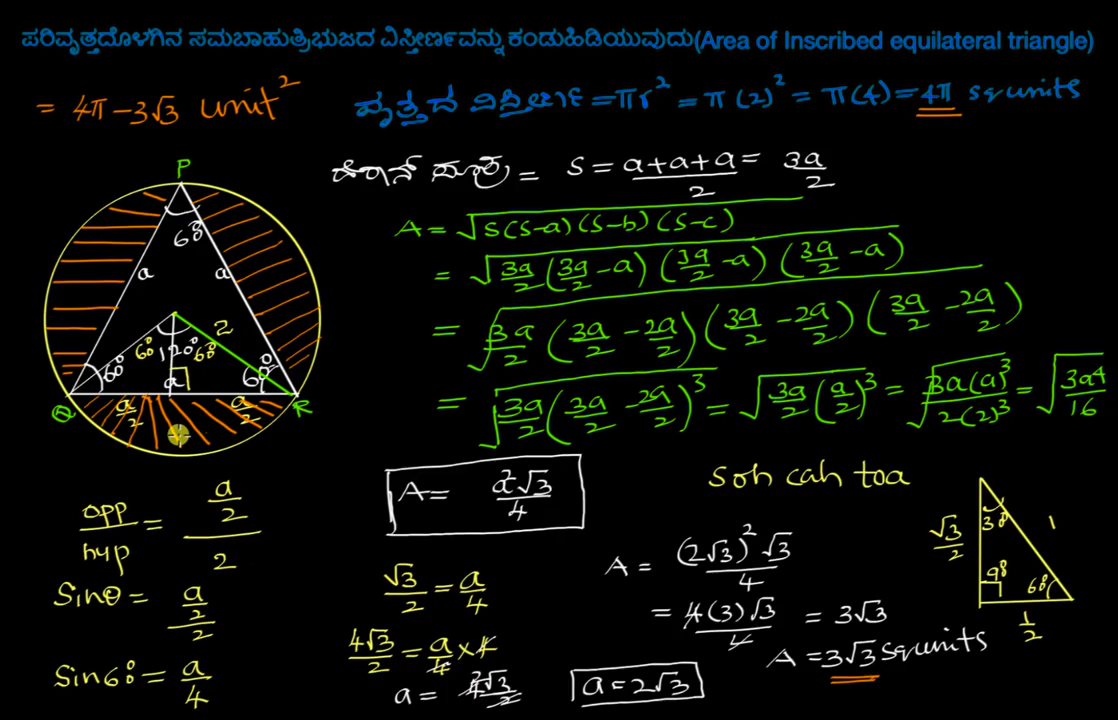 ಪರಿವೃತ್ತದೊಳಗಿನ ಸಮಬಾಹುತ್ರಿಭುಜದ ವಿಸ್ತೀರ್ಣವನ್ನು ಕಂಡುಹಿಡಿಯುವುದು(Area of Inscribed equilateral triangle)
= 4π − 3√3 unit²
ವೃತ್ತದ ವಿಸ್ತೀರ್ಣ = πr² = π(2)² = π(4) = 4π sq units
ಹೆರಾನ್ ಸೂತ್ರ = S = (a+a+a)/2 = 3a/2
A = √(S(S-a)(S-b)(S-c))
= √(3a/2 (3a/2 - a)(3a/2 - a)(3a/2 - a))
= √(3a/2 (3a/2 - 2a/2)(3a/2 - 2a/2)(3a/2 - 2a/2))
= √(3a/2 (3a/2 - 2a/2)³) = √(3a/2 (a/2)³) = √(3a(a)³/2(2)³) = √(3a⁴/16)
P
60°
a a
2
60° 120° 60°
60° a 60°
Q a/2 a/2 R
opp/hyp = (a/2)/2
Sinθ = (a/2)/2
Sin60° = a/4
A = a²√3/4
√3/2 = a/4
4√3/2 = a/4 × 4
a = 4√3/2 2
a = 2√3
soh cah toa
A = (2√3)²√3/4
= 4(3)√3/4 = 3√3
A = 3√3 sq units
√3/2 30° 1
90° 60°
1/2